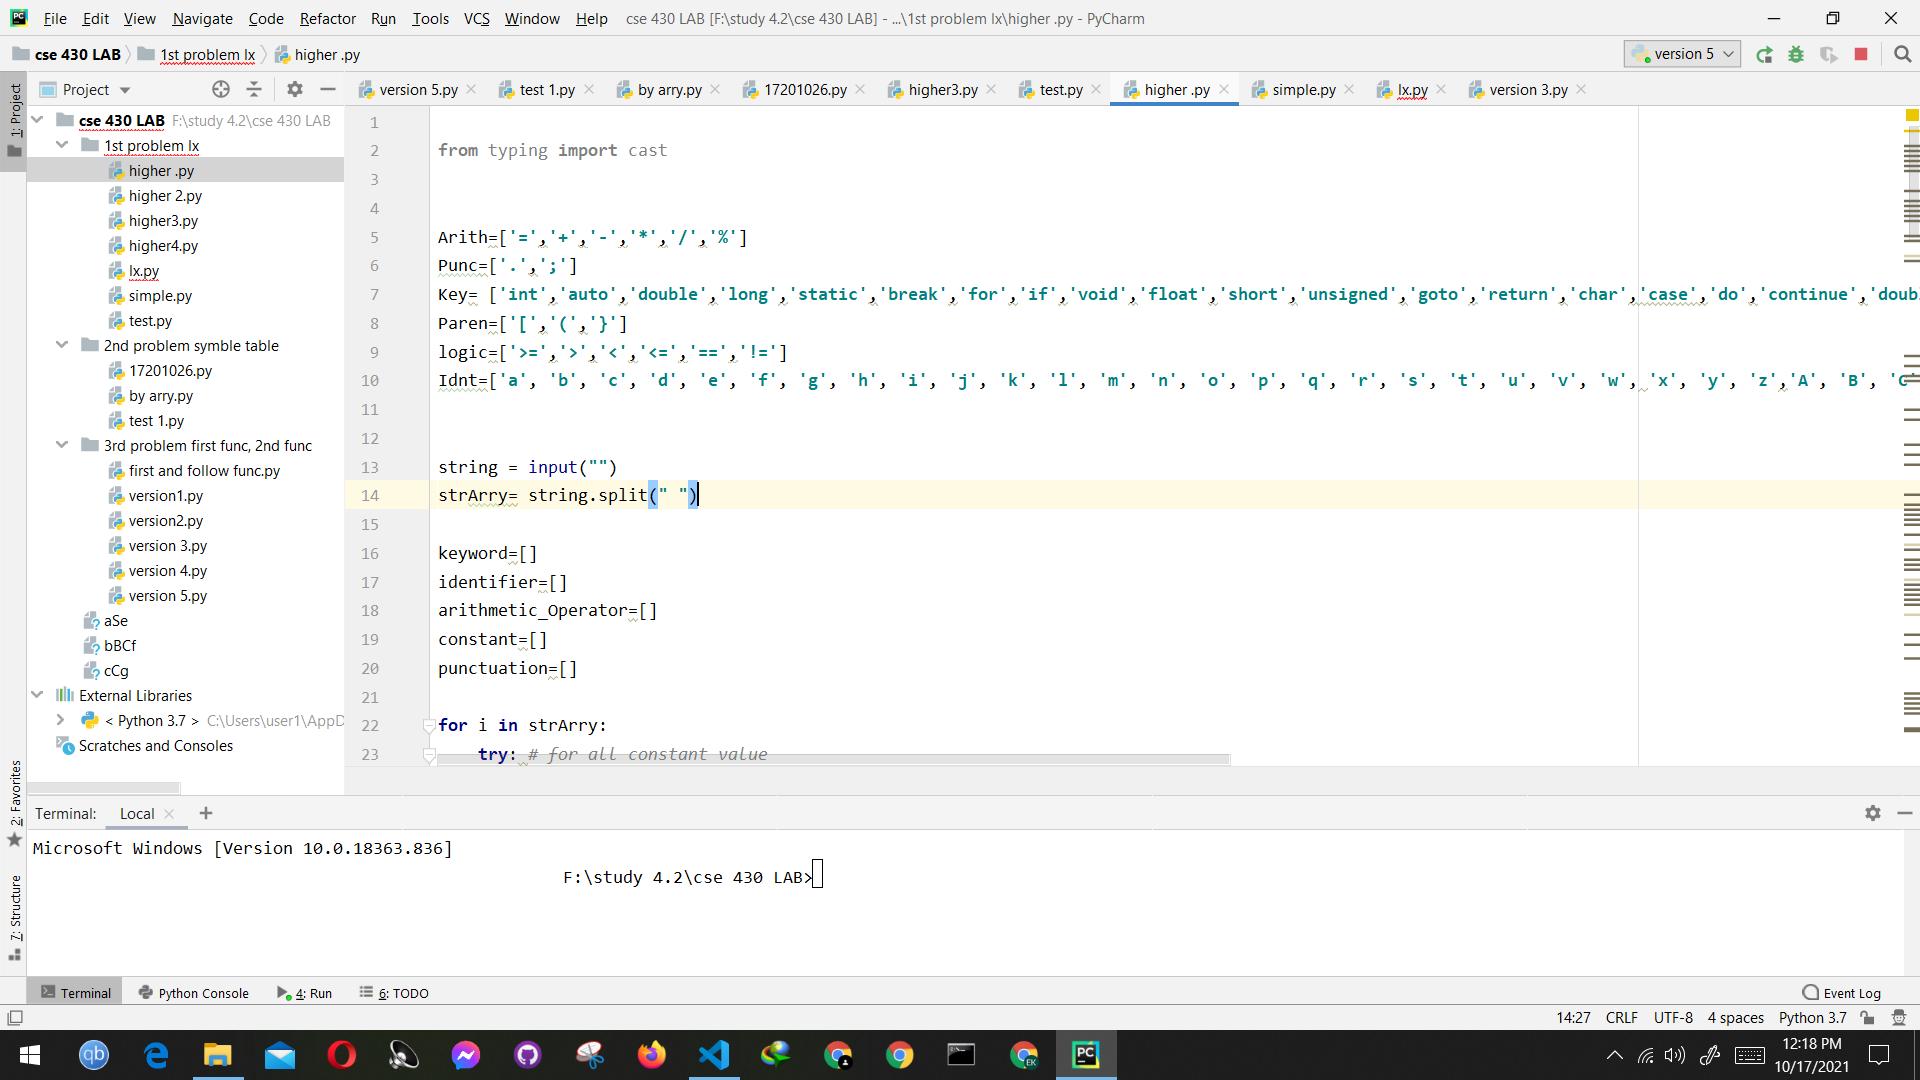 File Edit View Navigate Code Refactor Run Tools VCS Window Help cse 430 LAB [F:\study 4.2\cse 430 LAB] - ...\1st problem lx\higher .py - PyCharm
cse 430 LAB 1st problem lx higher .py version 5
1: Project
Project
version 5.py test 1.py by arry.py 17201026.py higher3.py test.py higher .py simple.py lx.py version 3.py
cse 430 LAB F:\study 4.2\cse 430 LAB
1st problem lx
higher .py
higher 2.py
higher3.py
higher4.py
lx.py
simple.py
test.py
2nd problem symble table
17201026.py
by arry.py
test 1.py
3rd problem first func, 2nd func
first and follow func.py
version1.py
version2.py
version 3.py
version 4.py
version 5.py
aSe
bBCf
cCg
External Libraries
< Python 3.7 > C:\Users\user1\AppD
Scratches and Consoles
1
2 from typing import cast
3
4
5 Arith=['=','+','-','*','/','%']
6 Punc=['.',';']
7 Key= ['int','auto','double','long','static','break','for','if','void','float','short','unsigned','goto','return','char','case','do','continue','doub
8 Paren=['[','(','}']
9 logic=['>=','>','<','<=','==','!=']
10 Idnt=['a', 'b', 'c', 'd', 'e', 'f', 'g', 'h', 'i', 'j', 'k', 'l', 'm', 'n', 'o', 'p', 'q', 'r', 's', 't', 'u', 'v', 'w', 'x', 'y', 'z','A', 'B', 'C'
11
12
13 string = input("")
14 strArry= string.split(" ")
15
16 keyword=[]
17 identifier=[]
18 arithmetic_Operator=[]
19 constant=[]
20 punctuation=[]
21
22 for i in strArry:
23 try: # for all constant value
2: Favorites
7: Structure
Terminal: Local
Microsoft Windows [Version 10.0.18363.836]
F:\study 4.2\cse 430 LAB>
Terminal Python Console 4: Run 6: TODO Event Log
14:27 CRLF UTF-8 4 spaces Python 3.7
12:18 PM
10/17/2021